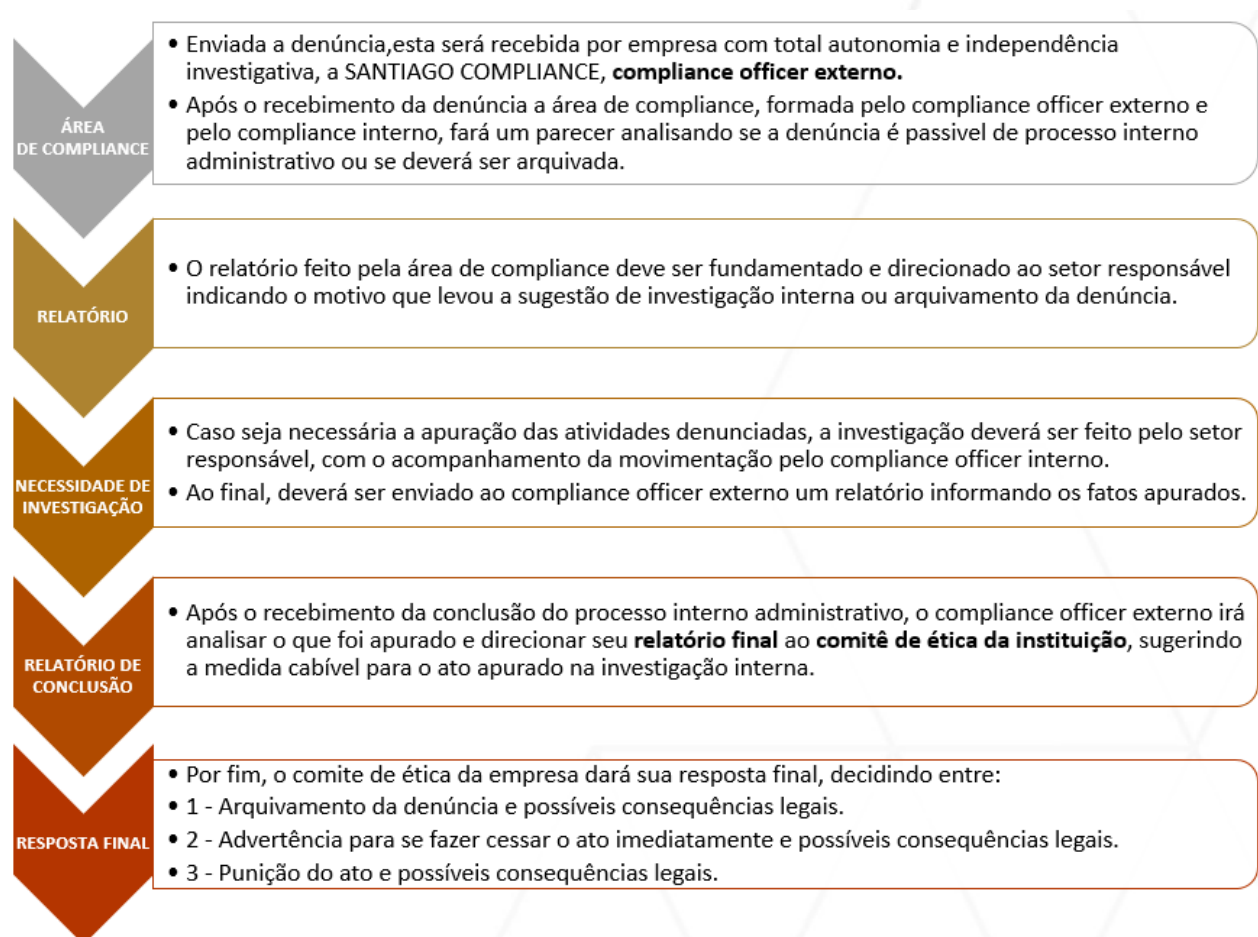 ÁREA
DE COMPLIANCE
• Enviada a denúncia,esta será recebida por empresa com total autonomia e independência
investigativa, a SANTIAGO COMPLIANCE, compliance officer externo.
• Após o recebimento da denúncia a área de compliance, formada pelo compliance officer externo e
pelo compliance interno, fará um parecer analisando se a denúncia é passivel de processo interno
administrativo ou se deverá ser arquivada.
RELATÓRIO
• O relatório feito pela área de compliance deve ser fundamentado e direcionado ao setor responsável
indicando o motivo que levou a sugestão de investigação interna ou arquivamento da denúncia.
NECESSIDADE DE
INVESTIGAÇÃO
• Caso seja necessária a apuração das atividades denunciadas, a investigação deverá ser feito pelo setor
responsável, com o acompanhamento da movimentação pelo compliance officer interno.
• Ao final, deverá ser enviado ao compliance officer externo um relatório informando os fatos apurados.
RELATÓRIO DE
CONCLUSÃO
• Após o recebimento da conclusão do processo interno administrativo, o compliance officer externo irá
analisar o que foi apurado e direcionar seu relatório final ao comitê de ética da instituição, sugerindo
a medida cabível para o ato apurado na investigação interna.
RESPOSTA FINAL
• Por fim, o comite de ética da empresa dará sua resposta final, decidindo entre:
• 1 - Arquivamento da denúncia e possíveis consequências legais.
• 2 - Advertência para se fazer cessar o ato imediatamente e possíveis consequências legais.
• 3 - Punição do ato e possíveis consequências legais.